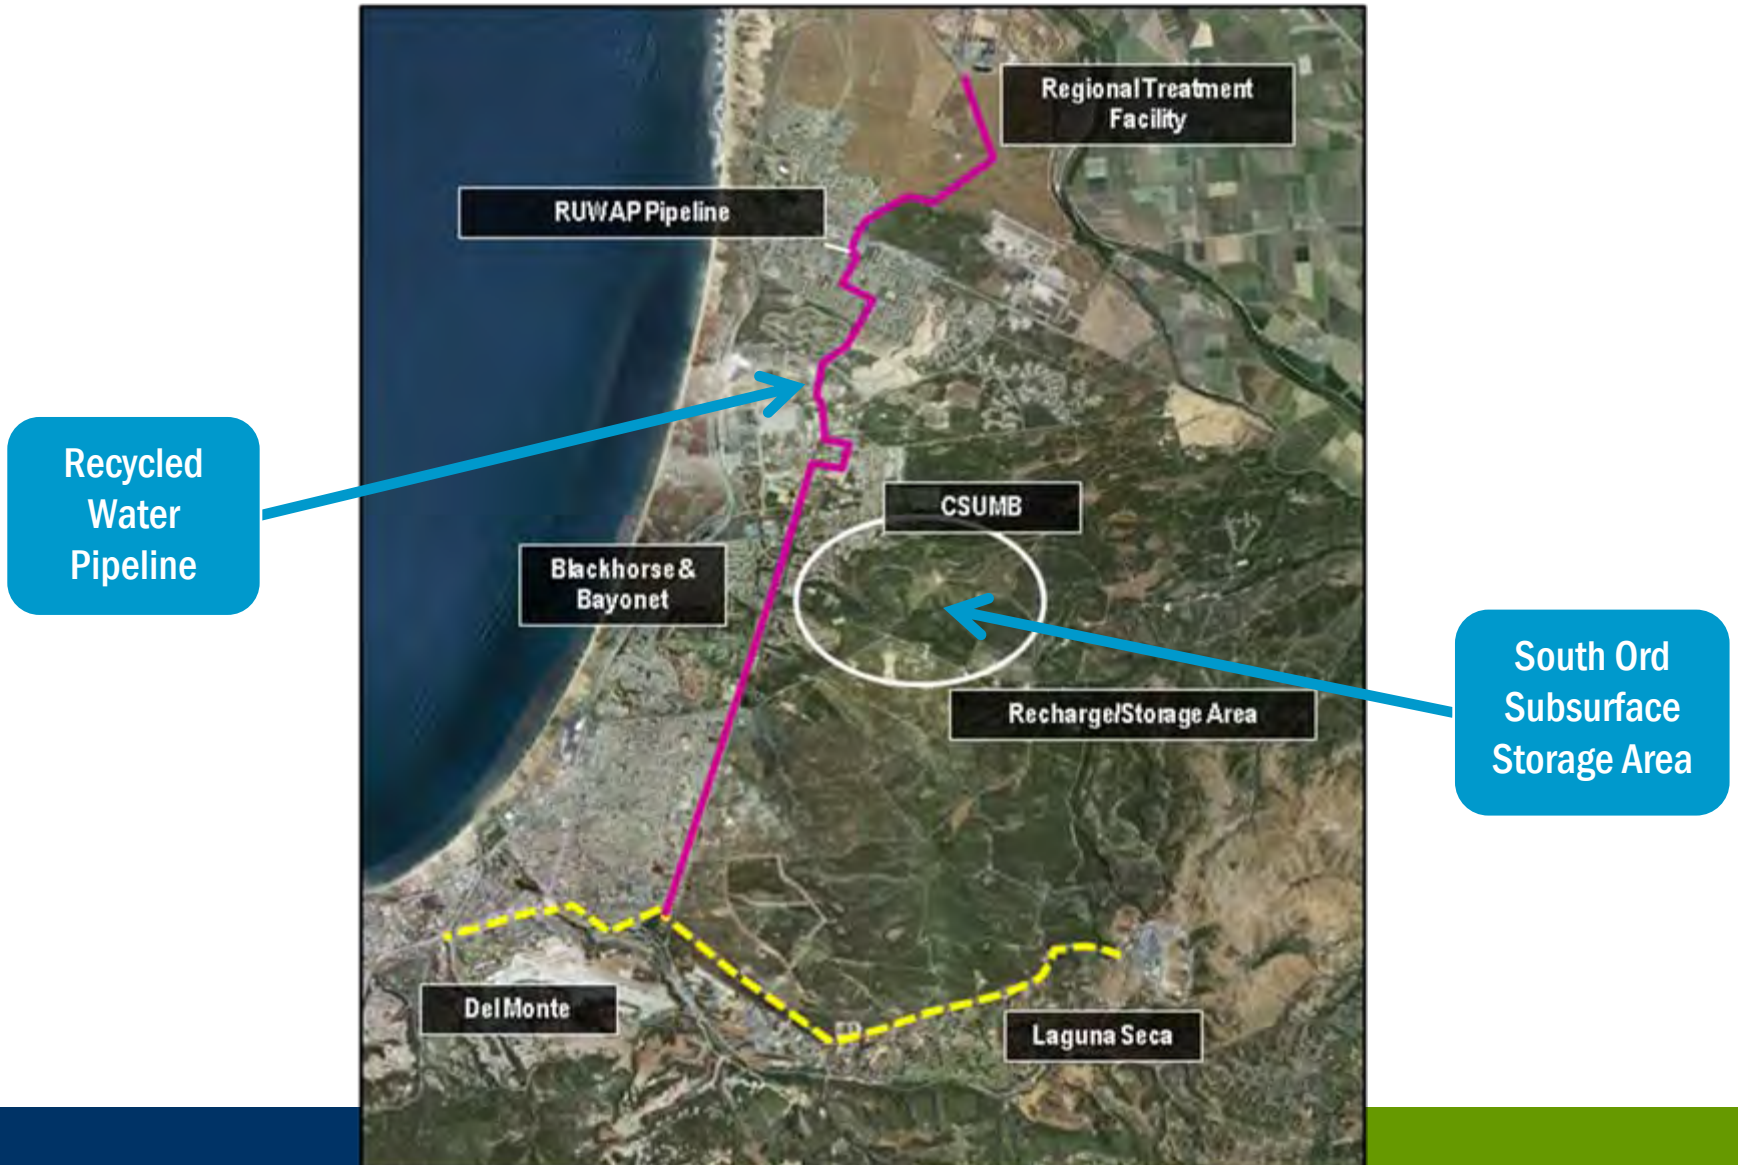 Regional Treatment
Facility
RUWAP Pipeline
Recycled
Water
Pipeline
CSUMB
Blackhorse &
Bayonet
South Ord
Subsurface
Storage Area
Recharge/Storage Area
Del Monte
Laguna Seca